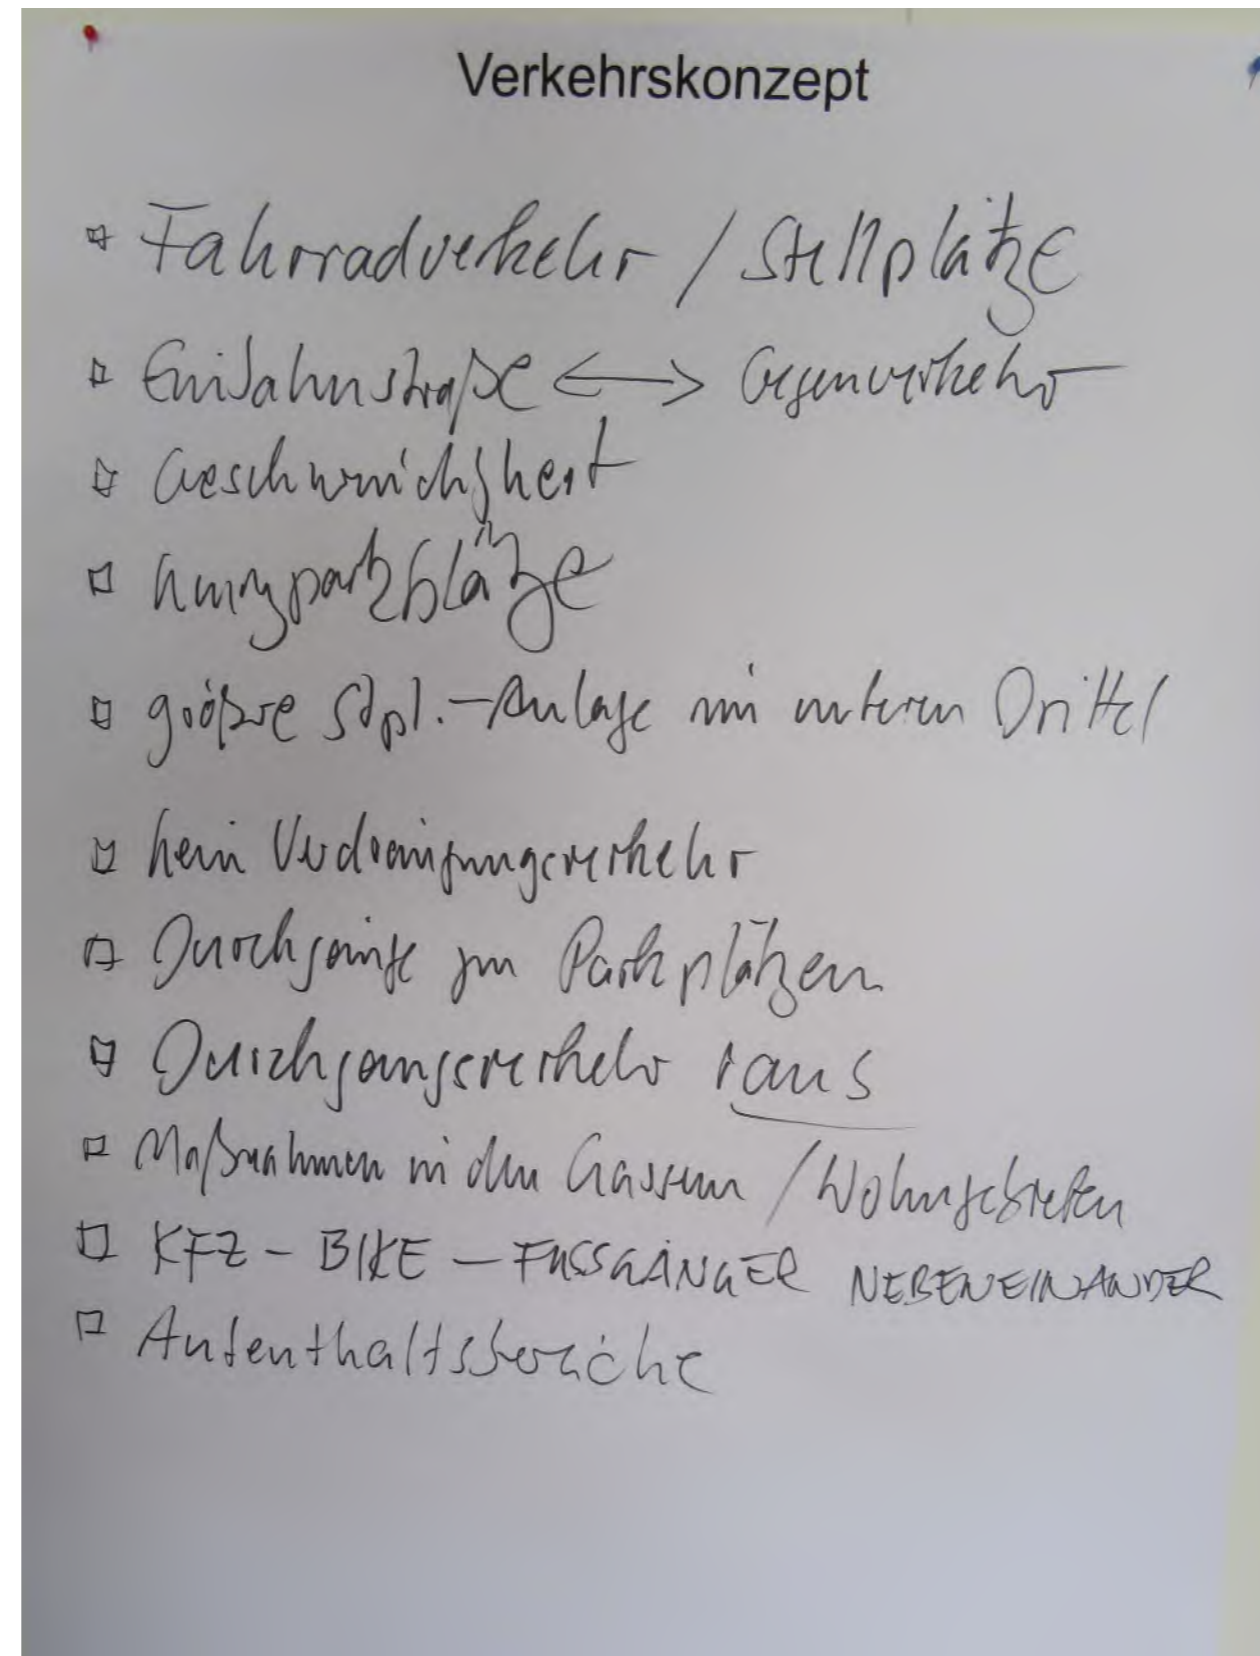 Verkehrskonzept
Fahrradverkehr / Stellplätze
Einbahnstraße <-> Gegenverkehr
Geschwindigkeit
Kurzparkplätze
größere Stpl.-Anlage im unteren Drittel
kein Verdrängungsverkehr
Durchgänge zu Parkplätzen
Durchgangsverkehr raus
Maßnahmen in den Gassen / Wohngebieten
KFZ - BIKE - FUSSGÄNGER NEBENEINANDER
Aufenthaltsbereiche